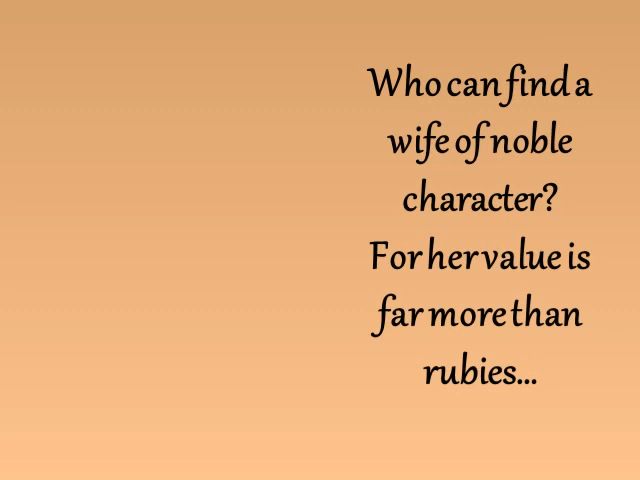 Who can find a
wife of noble
character?
For her value is
far more than
rubies...